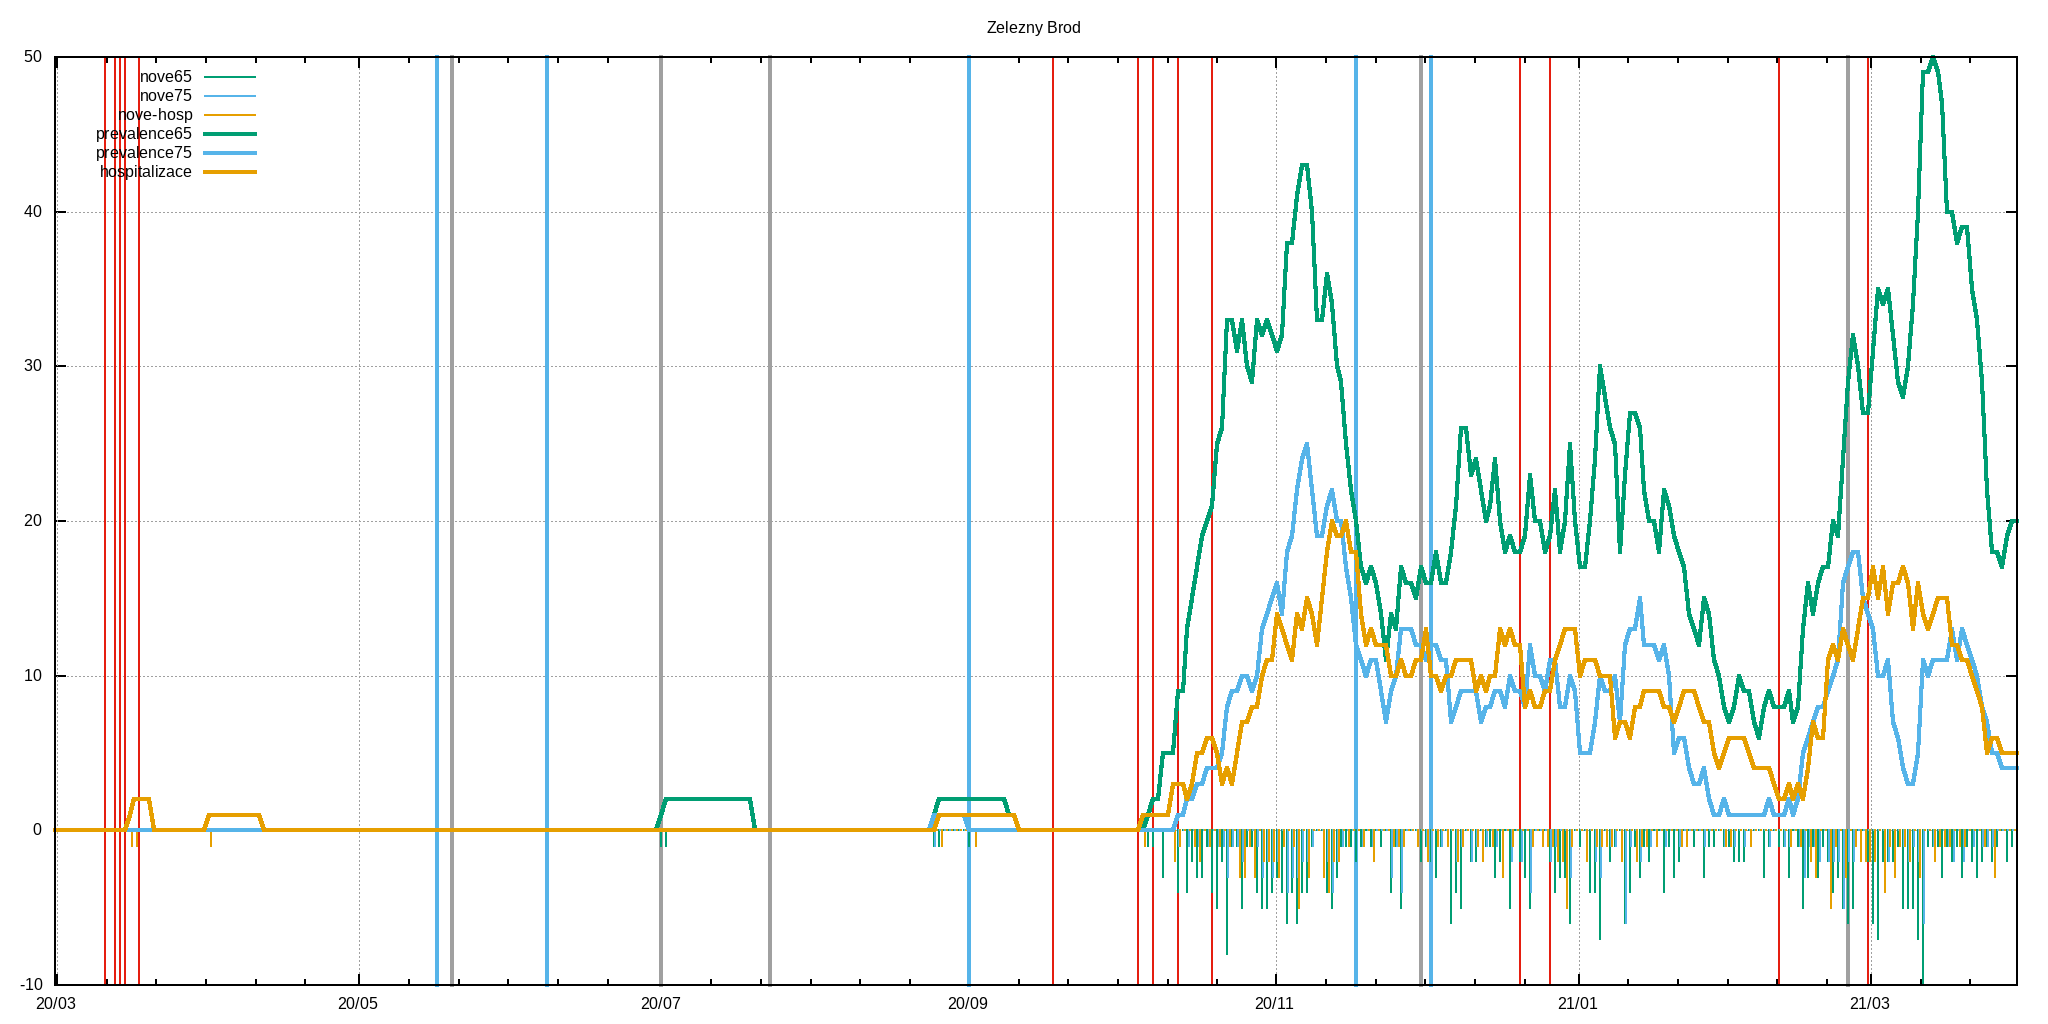 Zelezny Brod
50
nove65
nove75
nove-hosp
prevalence65
prevalence75
hospitalizace
40
30
20
10
0
-10
20/03 20/05 20/07 20/09 20/11 21/01 21/03